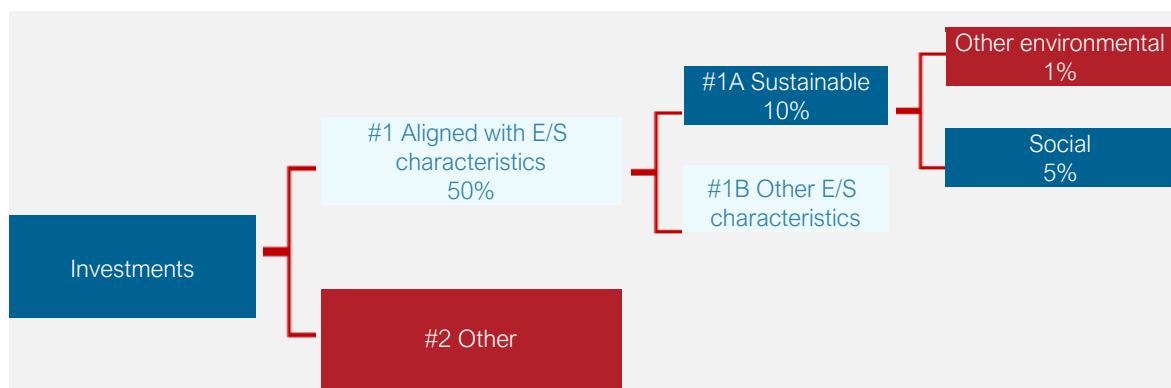 Investments
#1 Aligned with E/S
characteristics
50%
#2 Other
#1A Sustainable
10%
#1B Other E/S
characteristics
Other environmental
1%
Social
5%